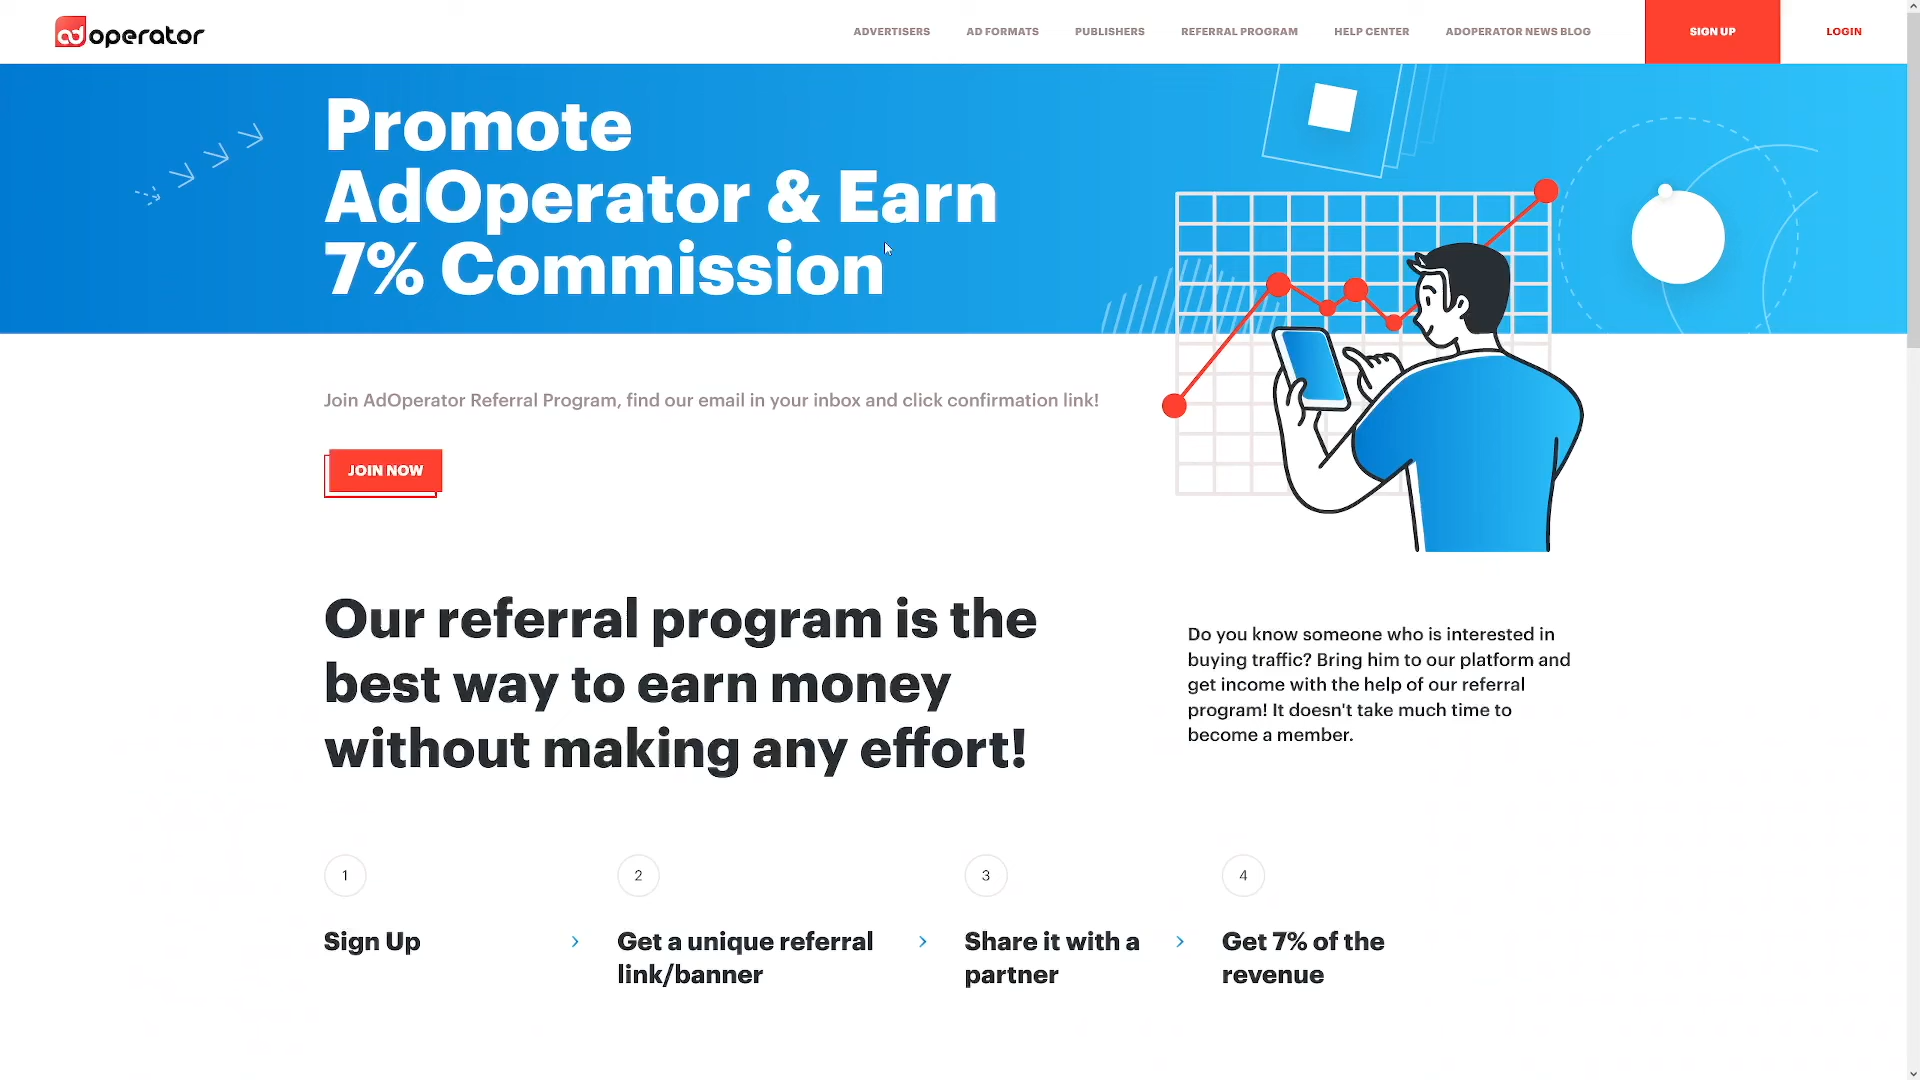 ad operator
ADVERTISERS
AD FORMATS
PUBLISHERS
REFERRAL PROGRAM
HELP CENTER
ADOPERATOR NEWS BLOG
SIGN UP
LOGIN
Promote
AdOperator & Earn
7% Commission
Join AdOperator Referral Program, find our email in your inbox and click confirmation link!
JOIN NOW
Our referral program is the
best way to earn money
without making any effort!
Do you know someone who is interested in
buying traffic? Bring him to our platform and
get income with the help of our referral
program! It doesn't take much time to
become a member.
1
Sign Up
2
Get a unique referral
link/banner
3
Share it with a
partner
4
Get 7% of the
revenue